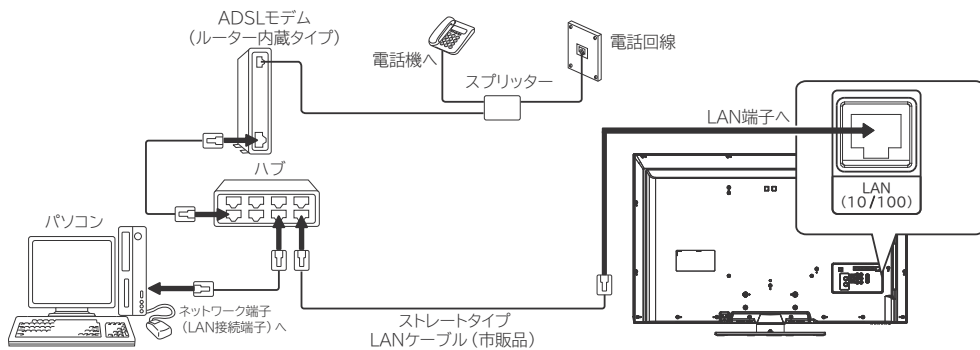 ADSLモデム
(ルーター内蔵タイプ)
電話機へ
電話回線
スプリッター
LAN端子へ
LAN
(10/100)
ハブ
パソコン
ネットワーク端子
(LAN接続端子)へ
ストレートタイプ
LANケーブル(市販品)